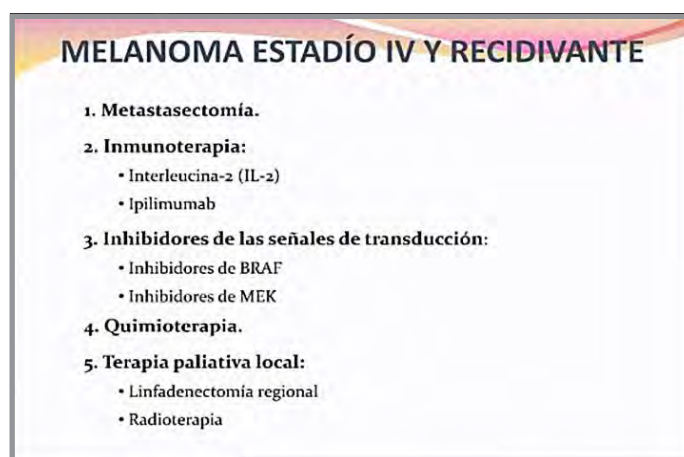 MELANOMA ESTADÍO IV Y RECIDIVANTE
1. Metastasectomía.
2. Inmunoterapia:
• Interleucina-2 (IL-2)
• Ipilimumab
3. Inhibidores de las señales de transducción:
• Inhibidores de BRAF
• Inhibidores de MEK
4. Quimioterapia.
5. Terapia paliativa local:
• Linfadenectomía regional
• Radioterapia